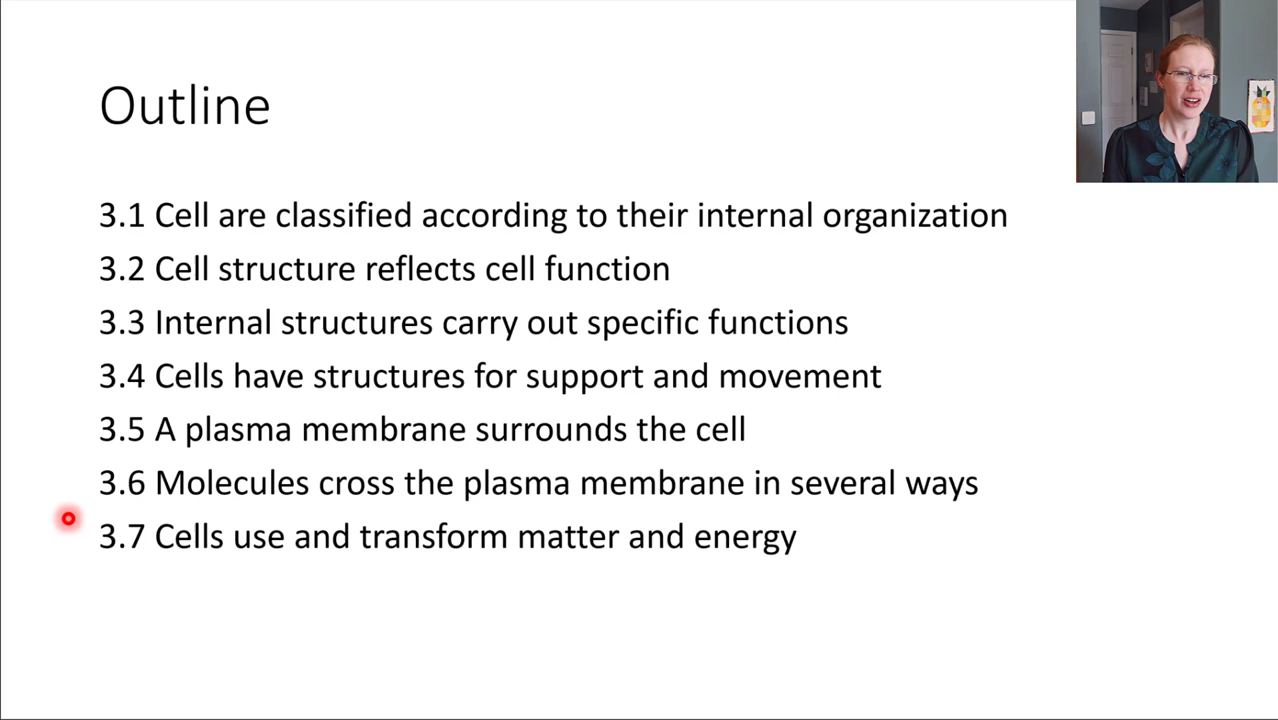 Outline
3.1 Cell are classified according to their internal organization
3.2 Cell structure reflects cell function
3.3 Internal structures carry out specific functions
3.4 Cells have structures for support and movement
3.5 A plasma membrane surrounds the cell
3.6 Molecules cross the plasma membrane in several ways
3.7 Cells use and transform matter and energy